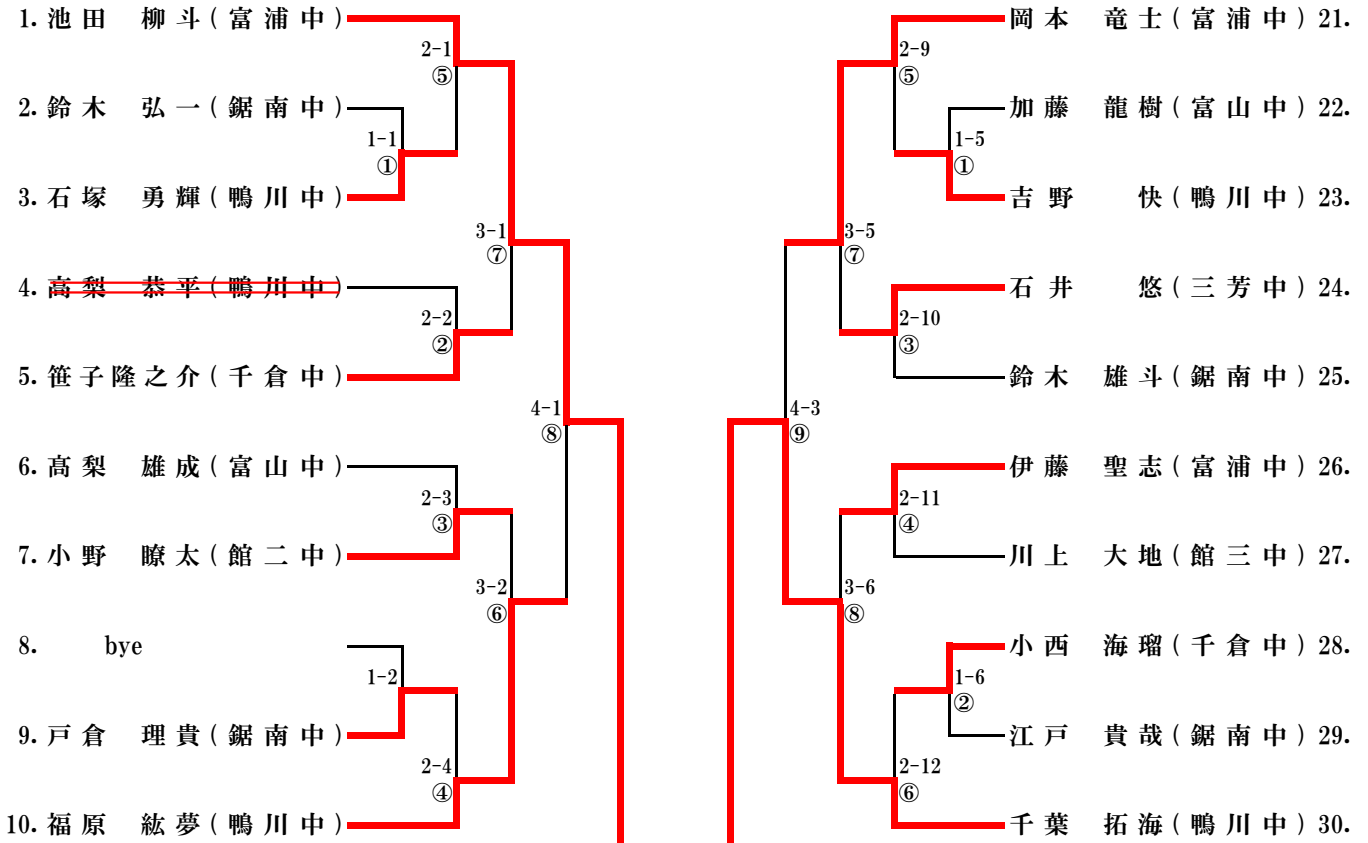 1. 池田 柳斗(富浦中)
2-1
⑤
2. 鈴木 弘一(鋸南中)
1-1
①
3. 石塚 勇輝(鴨川中)
3-1
⑦
4. 高梨 恭平(鴨川中)
2-2
②
5. 笹子隆之介(千倉中)
4-1
⑧
6. 髙梨 雄成(富山中)
2-3
③
7. 小野 瞭太(館二中)
3-2
⑥
8. bye
1-2
9. 戸倉 理貴(鋸南中)
2-4
④
10. 福原 紘夢(鴨川中)
岡本 竜士(富浦中) 21.
2-9
⑤
加藤 龍樹(富山中) 22.
1-5
①
吉野 快(鴨川中) 23.
3-5
⑦
石井 悠(三芳中) 24.
2-10
③
鈴木 雄斗(鋸南中) 25.
4-3
⑨
伊藤 聖志(富浦中) 26.
2-11
④
川上 大地(館三中) 27.
3-6
⑧
小西 海瑠(千倉中) 28.
1-6
②
江戸 貴哉(鋸南中) 29.
2-12
⑥
千葉 拓海(鴨川中) 30.